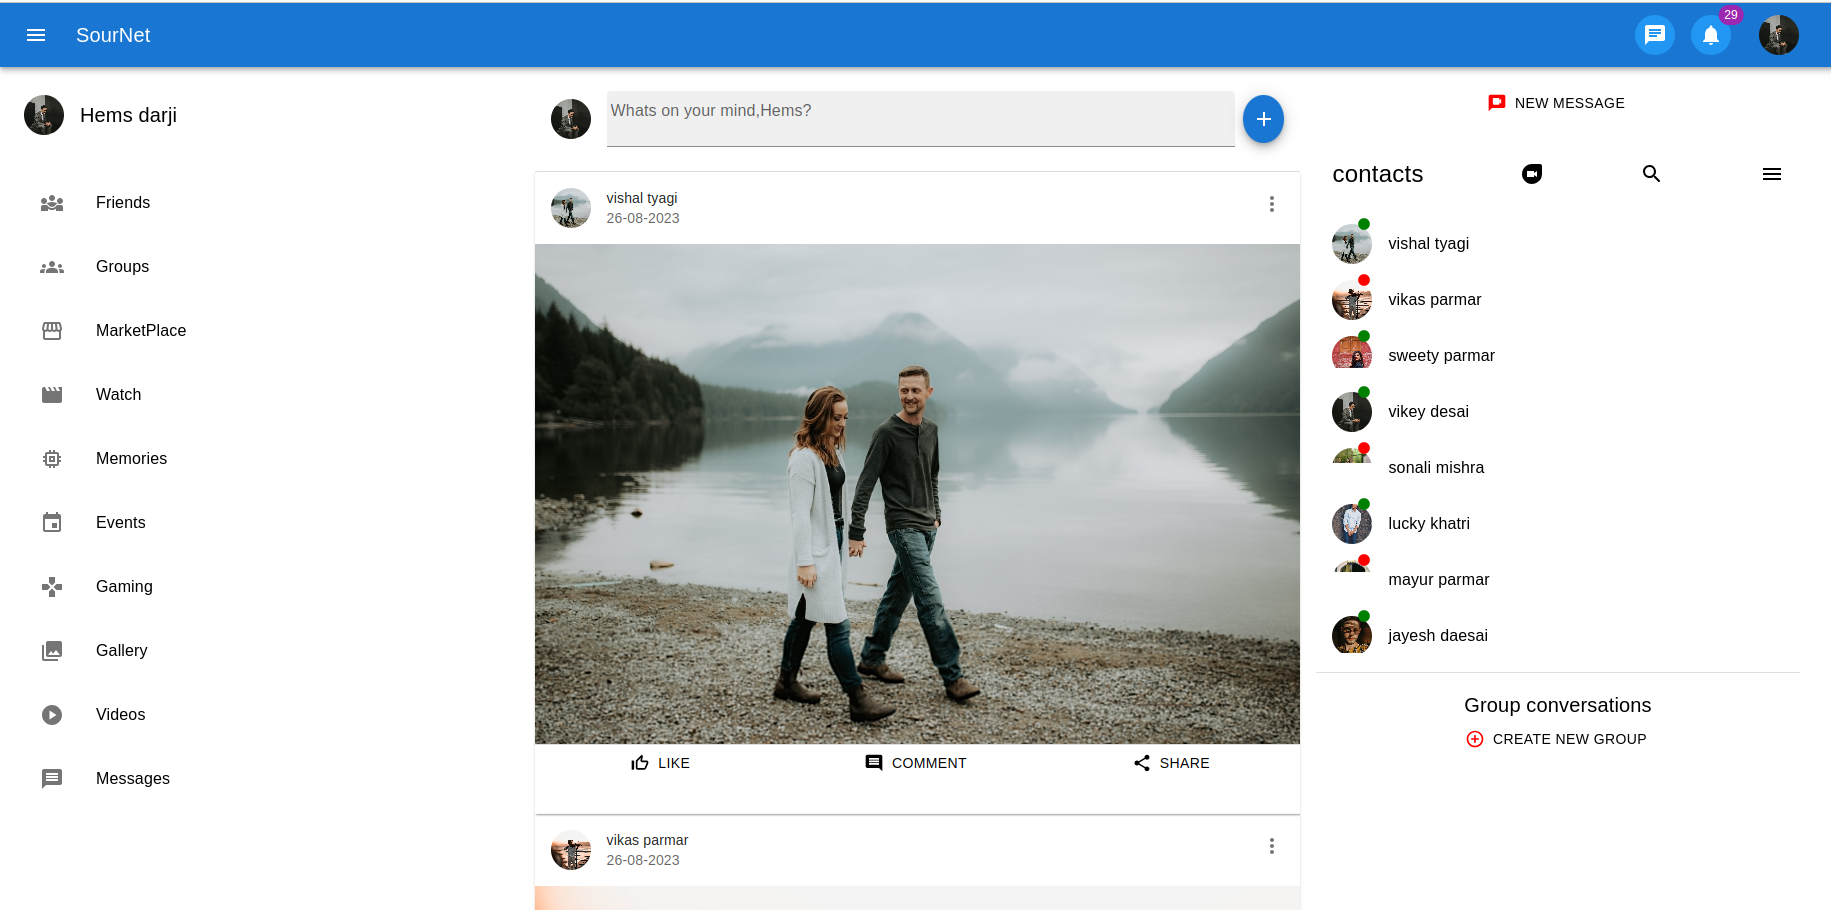 SourNet
29
Hems darji
Friends
Groups
MarketPlace
Watch
Memories
Events
Gaming
Gallery
Videos
Messages
Whats on your mind,Hems?
vishal tyagi
26-08-2023
LIKE COMMENT SHARE
vikas parmar
26-08-2023
NEW MESSAGE
contacts
vishal tyagi
vikas parmar
sweety parmar
vikey desai
sonali mishra
lucky khatri
mayur parmar
jayesh daesai
Group conversations
CREATE NEW GROUP